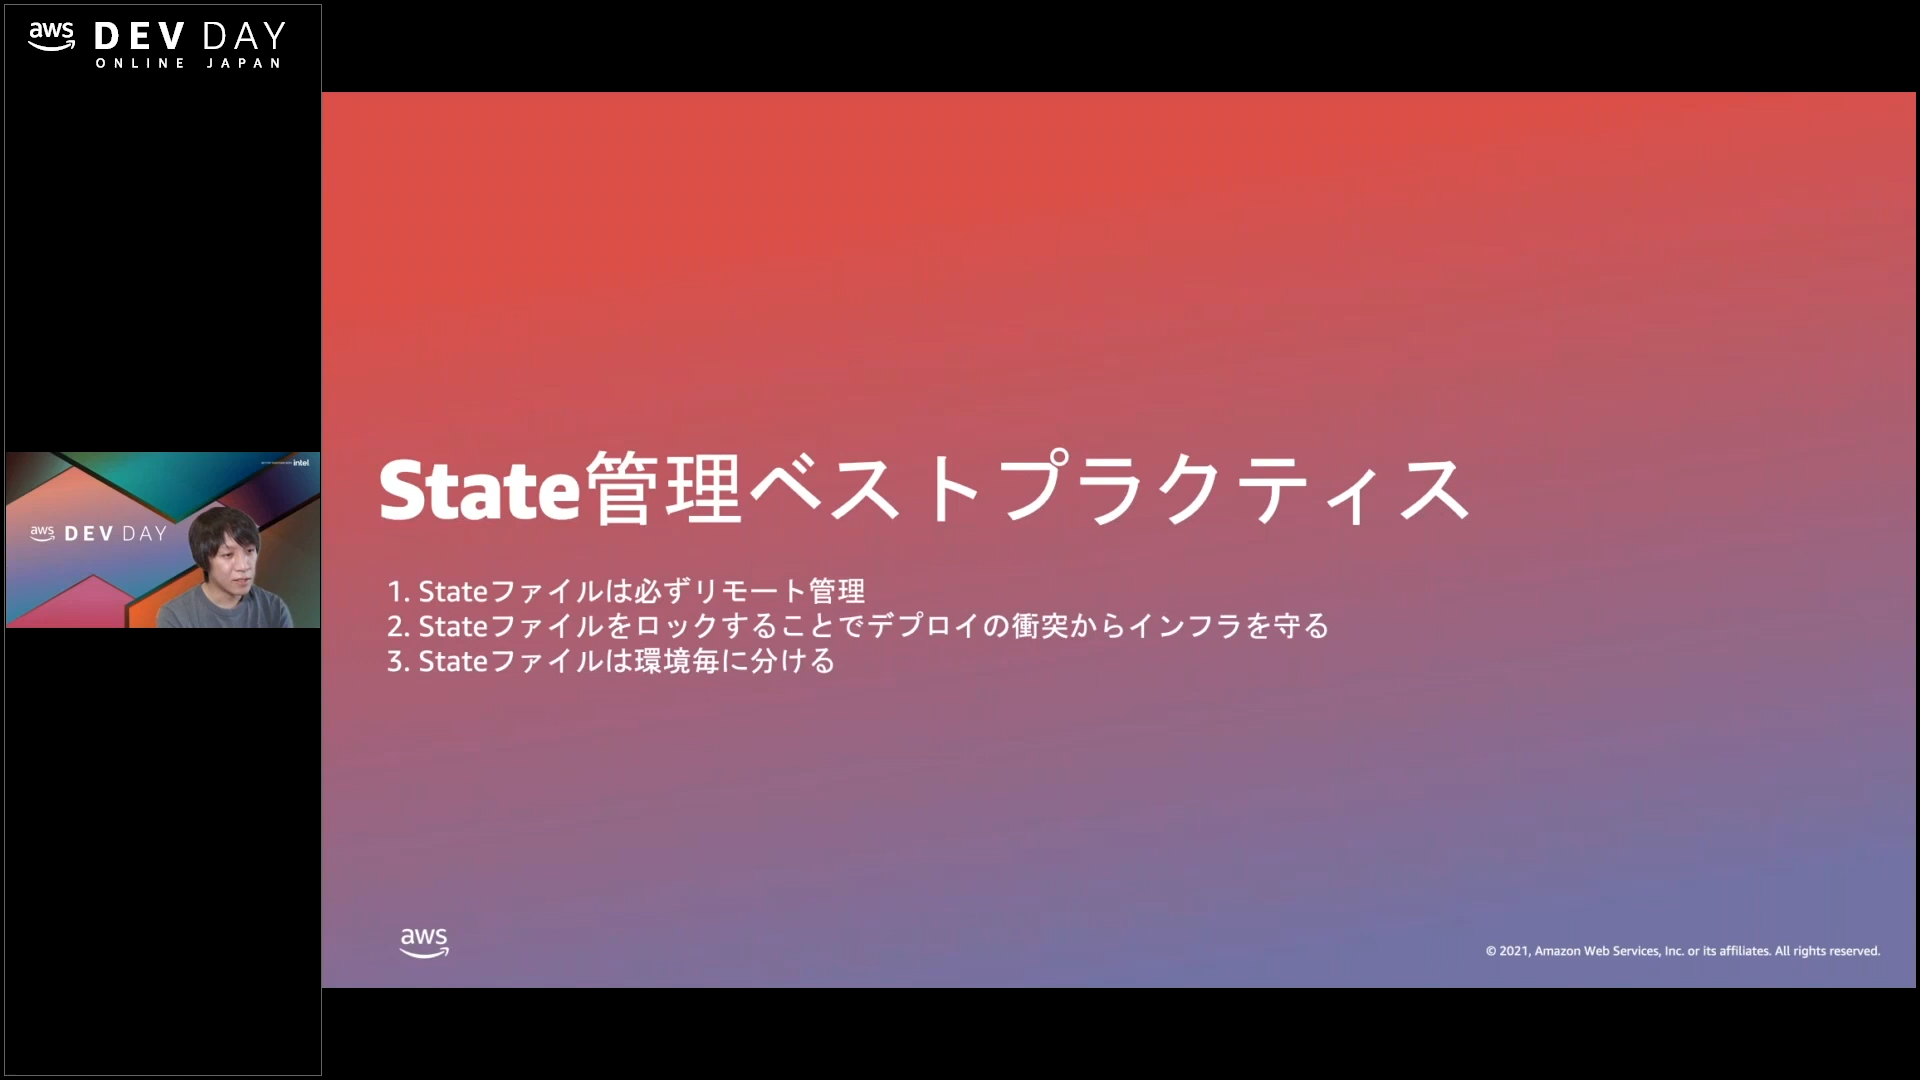 aws DEV DAY
ONLINE JAPAN
intel
aws DEV DAY
State管理ベストプラクティス
1. Stateファイルは必ずリモート管理
2. Stateファイルをロックすることでデプロイの衝突からインフラを守る
3. Stateファイルは環境毎に分ける
aws
© 2021, Amazon Web Services, Inc. or its affiliates. All rights reserved.